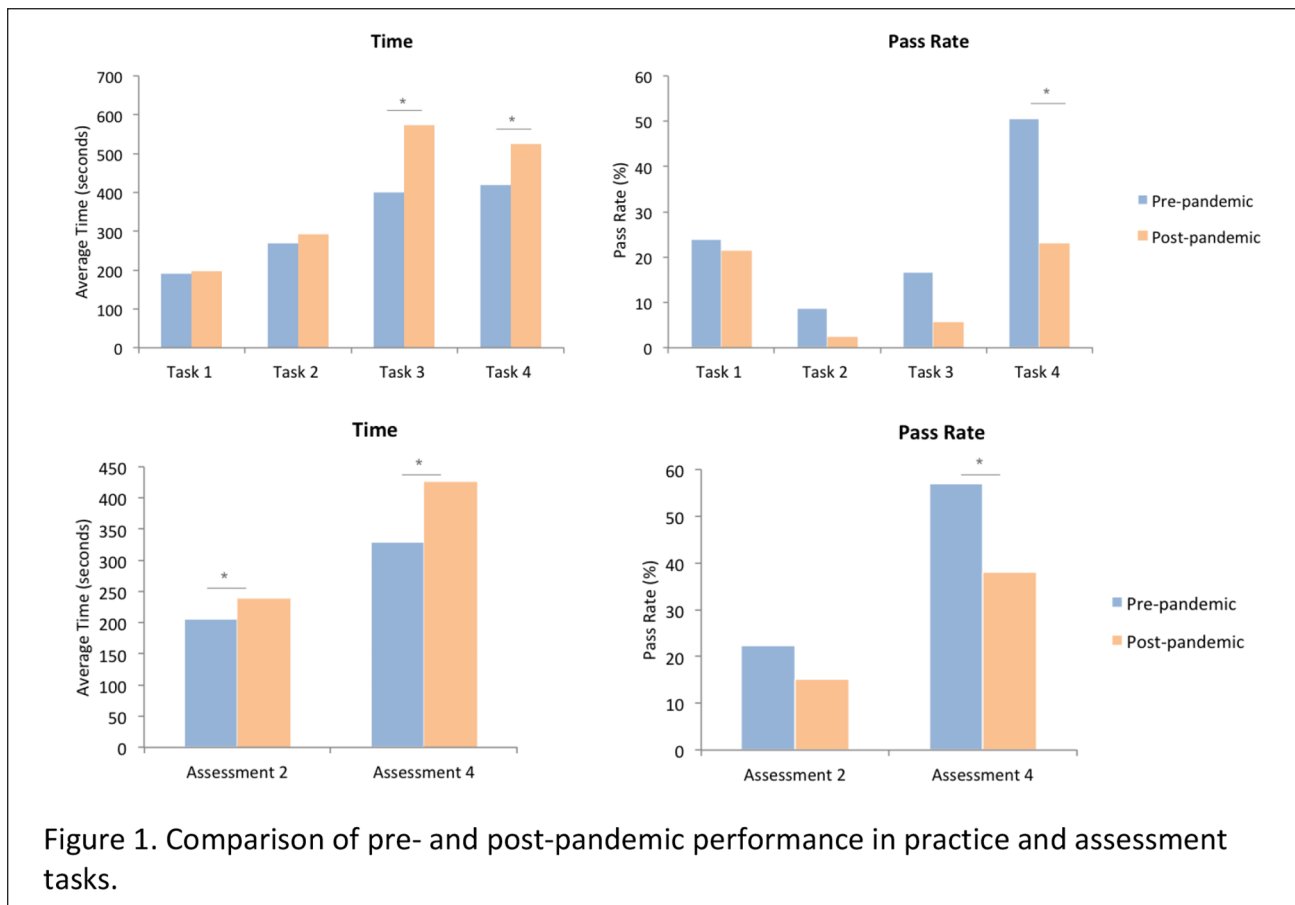 Time
Average Time (seconds)
700
600
500
400
300
200
100
0
*
*
Task 1 Task 2 Task 3 Task 4
Pass Rate
Pass Rate (%)
60
50
40
30
20
10
0
*
Task 1 Task 2 Task 3 Task 4
Pre-pandemic
Post-pandemic
Time
Average Time (seconds)
450
400
350
300
250
200
150
100
50
0
*
*
Assessment 2 Assessment 4
Pass Rate
Pass Rate (%)
60
50
40
30
20
10
0
*
Assessment 2 Assessment 4
Pre-pandemic
Post-pandemic
Figure 1. Comparison of pre- and post-pandemic performance in practice and assessment
tasks.